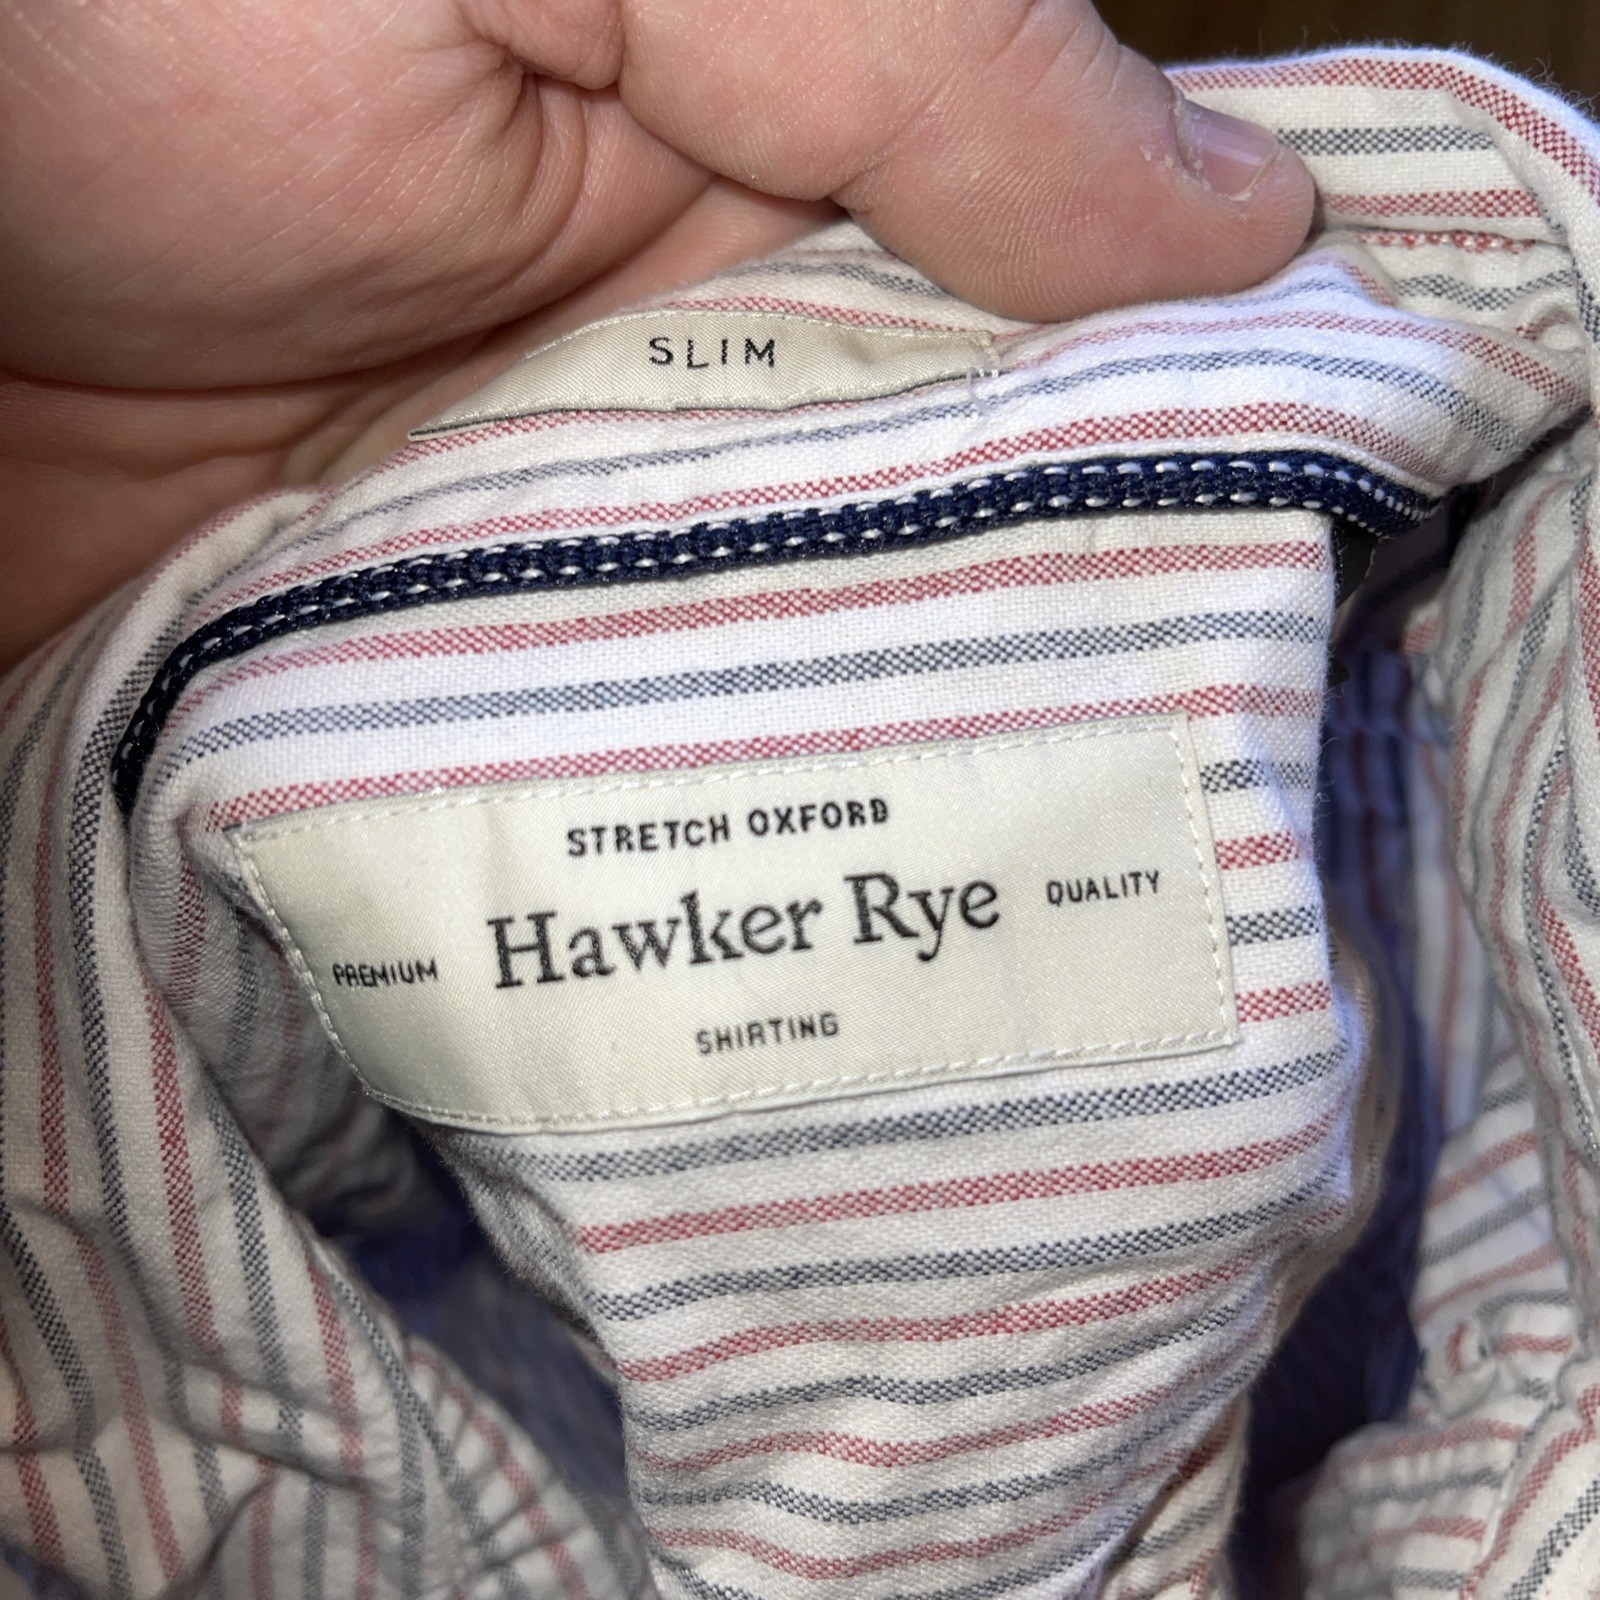 SLIM
STRETCH OXFORD
PREMIUM Hawker Rye QUALITY
SHIRTING